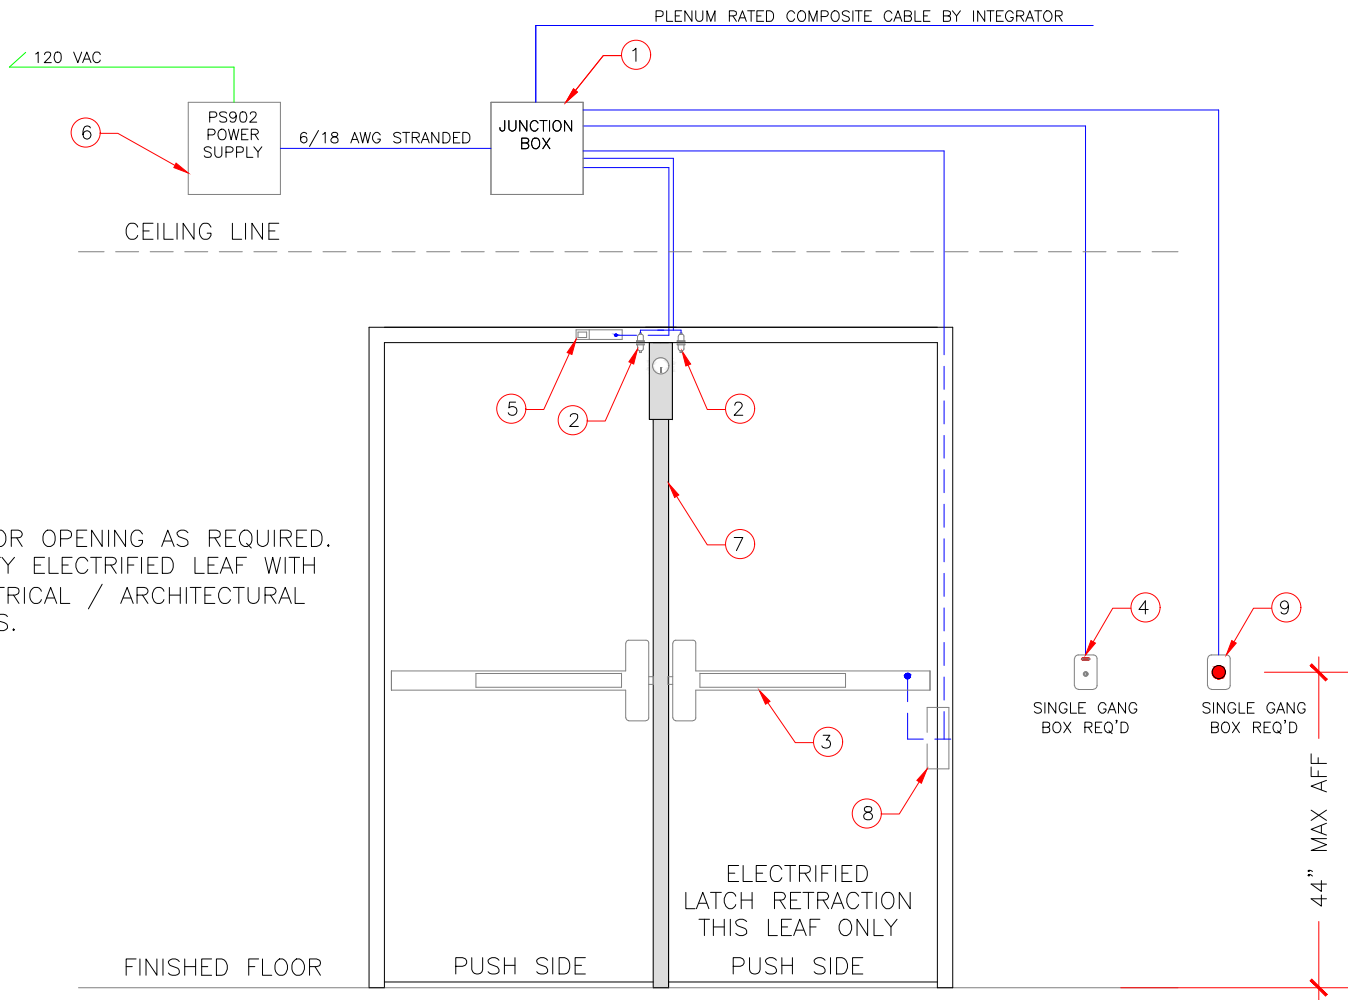 PLENUM RATED COMPOSITE CABLE BY INTEGRATOR
120 VAC
1
PS902
POWER
SUPPLY
6
6/18 AWG STRANDED
JUNCTION
BOX
CEILING LINE
5
2
2
7
OR OPENING AS REQUIRED.
Y ELECTRIFIED LEAF WITH
TRICAL / ARCHITECTURAL
S.
4
9
SINGLE GANG
BOX REQ'D
SINGLE GANG
BOX REQ'D
3
8
44" MAX AFF
ELECTRIFIED
LATCH RETRACTION
THIS LEAF ONLY
FINISHED FLOOR
PUSH SIDE
PUSH SIDE